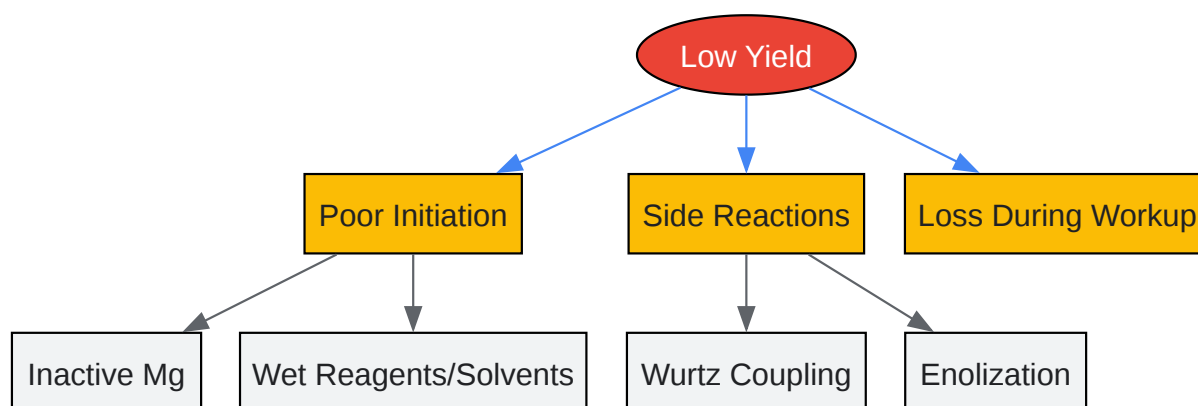 Low Yield
Poor Initiation
Side Reactions
Loss During Workup
Inactive Mg
Wet Reagents/Solvents
Wurtz Coupling
Enolization